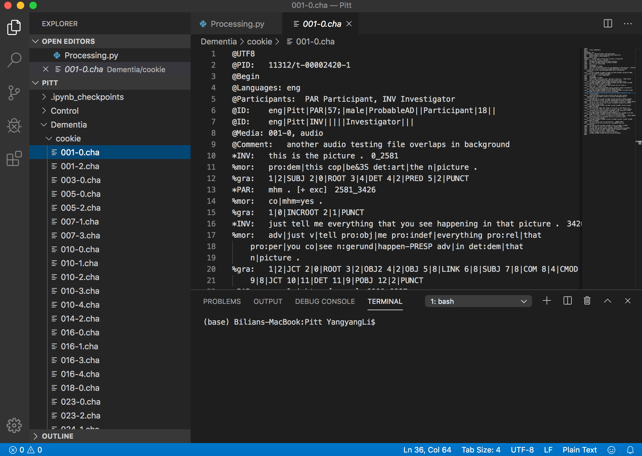 001-0.cha — Pitt
EXPLORER
OPEN EDITORS
Processing.py
001-0.cha Dementia/cookie
PITT
.ipynb_checkpoints
Control
Dementia
cookie
001-0.cha
001-2.cha
003-0.cha
005-0.cha
005-2.cha
007-1.cha
007-3.cha
010-0.cha
010-1.cha
010-2.cha
010-3.cha
010-4.cha
014-2.cha
016-0.cha
016-1.cha
016-3.cha
016-4.cha
018-0.cha
023-0.cha
023-2.cha
024-1.cha
OUTLINE
Processing.py 001-0.cha
Dementia > cookie > 001-0.cha
1 @UTF8
2 @PID: 11312/t-00002420-1
3 @Begin
4 @Languages: eng
5 @Participants: PAR Participant, INV Investigator
6 @ID: eng|Pitt|PAR|57;|male|ProbableAD||Participant|18||
7 @ID: eng|Pitt|INV|||||Investigator|||
8 @Media: 001-0, audio
9 @Comment: another audio testing file overlaps in background
10 *INV: this is the picture . 0_2581
11 %mor: pro:dem|this cop|be&3S det:art|the n|picture .
12 %gra: 1|2|SUBJ 2|0|ROOT 3|4|DET 4|2|PRED 5|2|PUNCT
13 *PAR: mhm . [+ exc] 2581_3426
14 %mor: co|mhm=yes .
15 %gra: 1|0|INCROOT 2|1|PUNCT
16 *INV: just tell me everything that you see happening in that picture . 3426
17 %mor: adv|just v|tell pro:obj|me pro:indef|everything pro:rel|that
18 pro:per|you co|see n:gerund|happen-PRESP adv|in det:dem|that
19 n|picture .
20 %gra: 1|2|JCT 2|0|ROOT 3|2|OBJ2 4|2|OBJ 5|8|LINK 6|8|SUBJ 7|8|COM 8|4|CMOD
21 9|8|JCT 10|11|DET 11|9|POBJ 12|2|PUNCT
PROBLEMS OUTPUT DEBUG CONSOLE TERMINAL 1: bash
(base) Bilians-MacBook:Pitt YangyangLi$
0 0 Ln 36, Col 64 Tab Size: 4 UTF-8 LF Plain Text